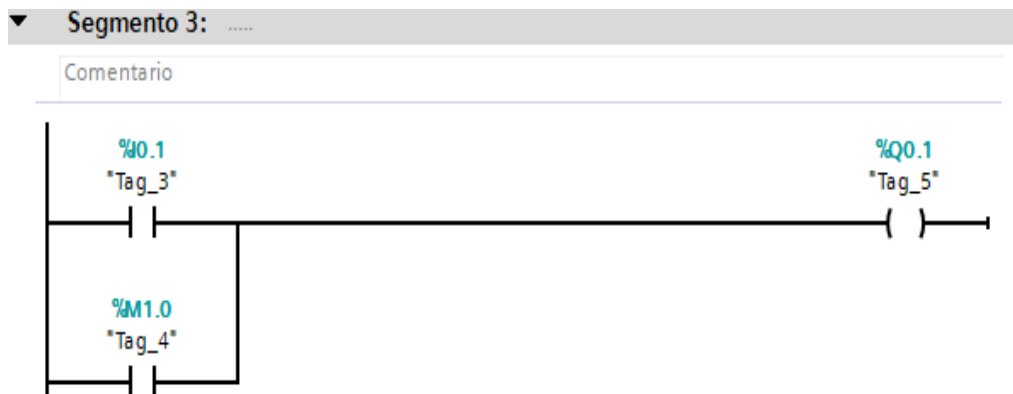 Segmento 3: .....
Comentario
%I0.1
"Tag_3"
%Q0.1
"Tag_5"
%M1.0
"Tag_4"